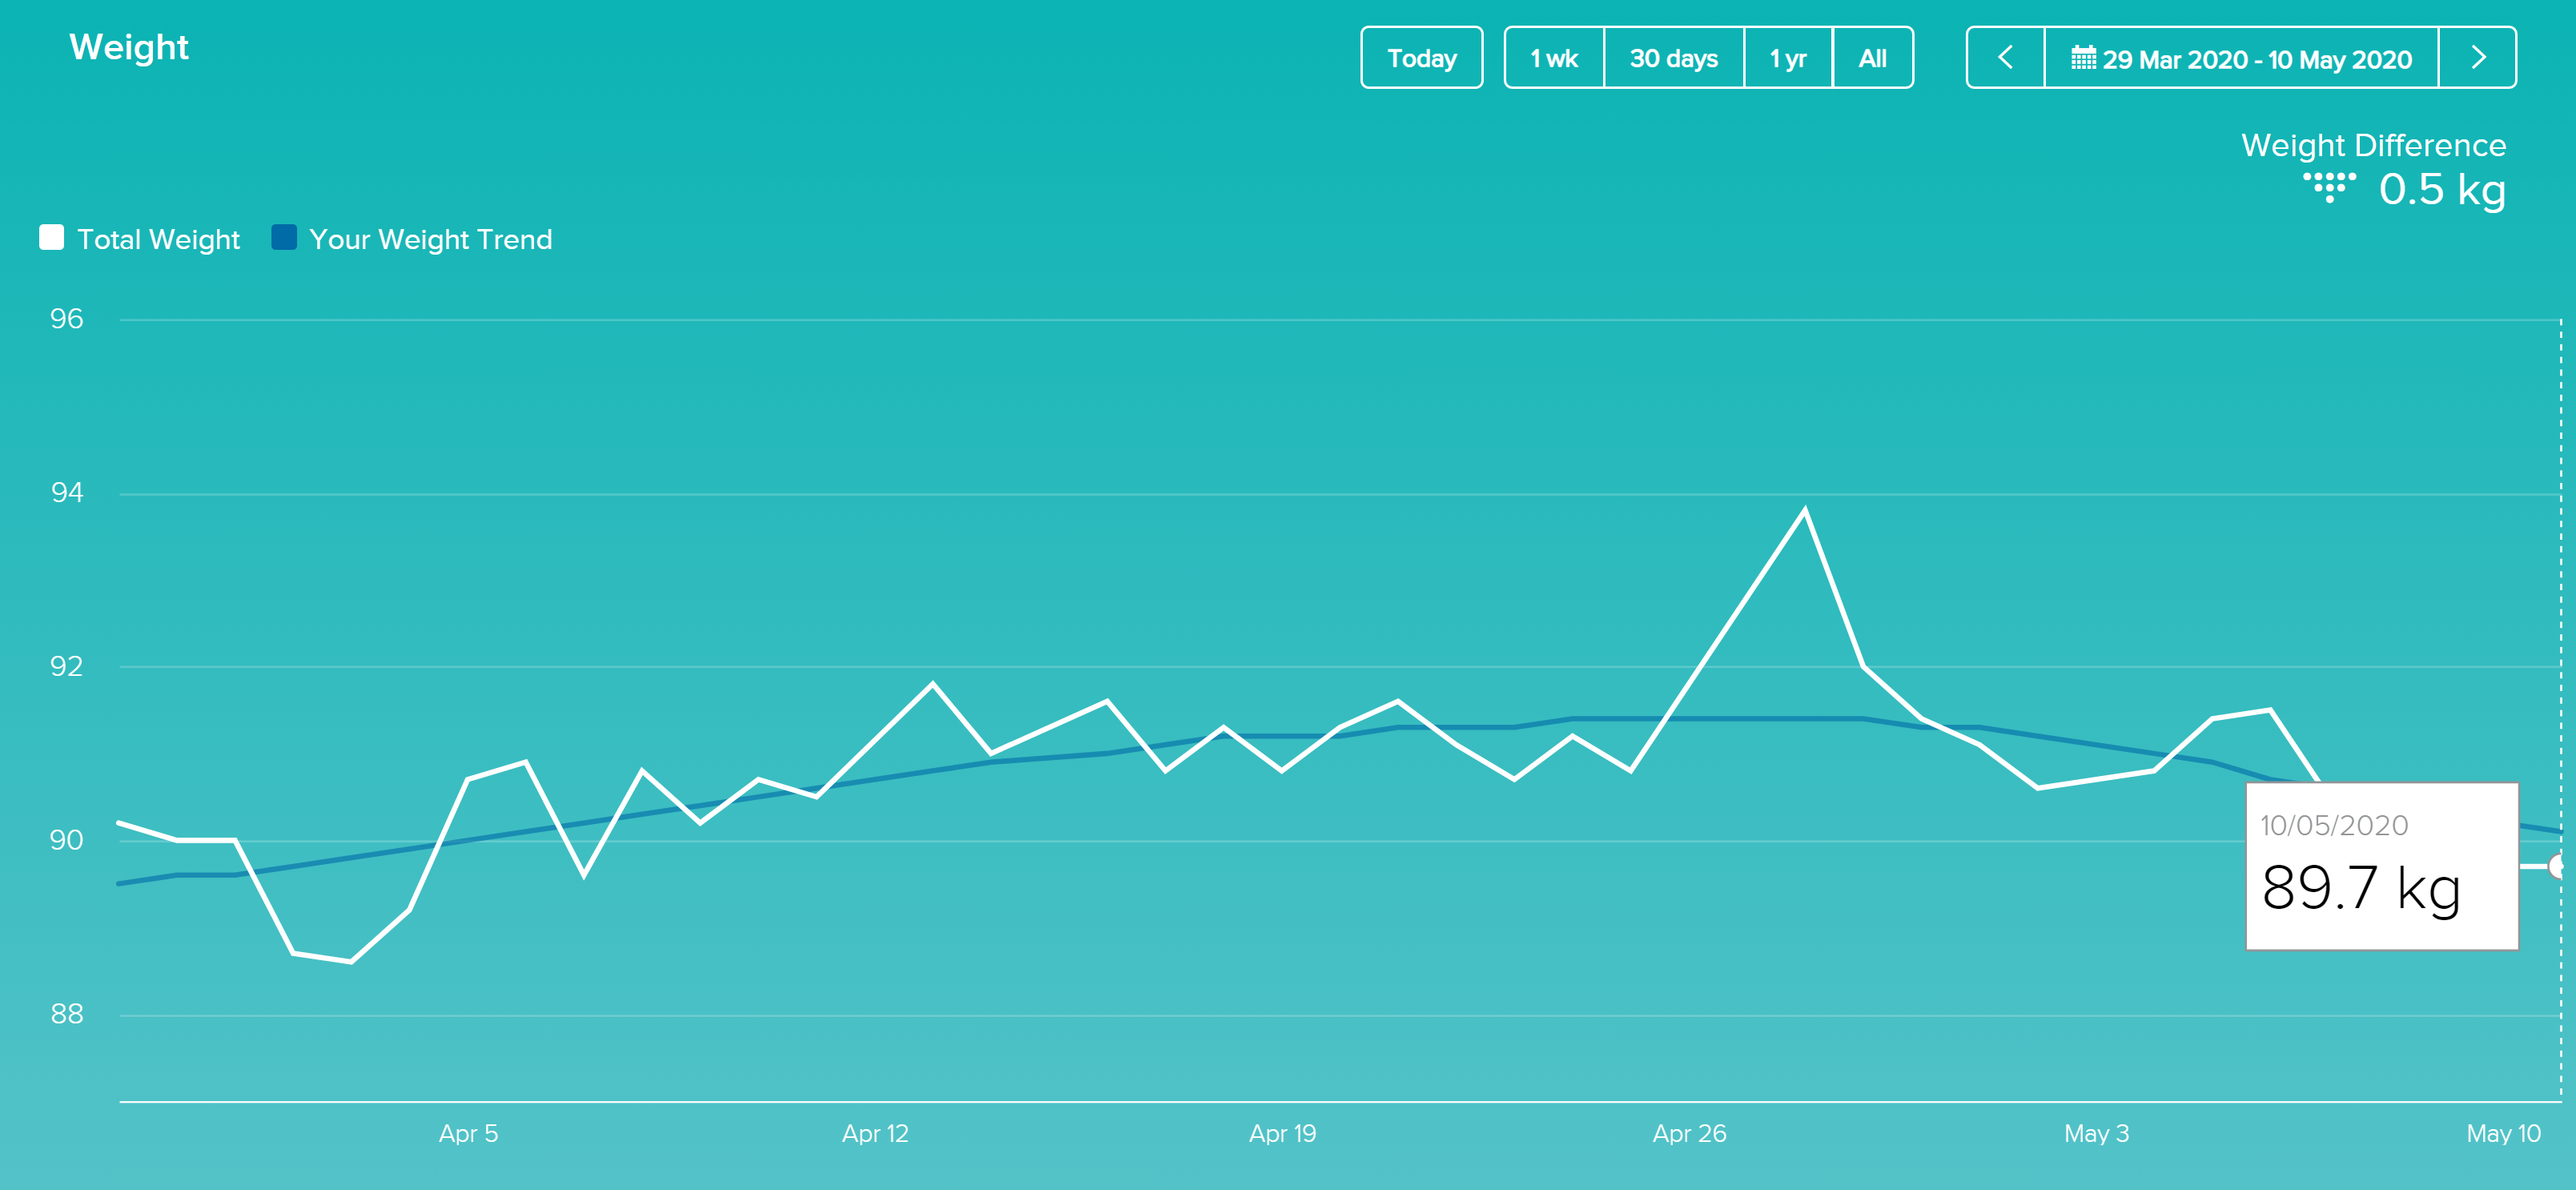 Weight
Today
1 wk
30 days
1 yr
All
29 Mar 2020 - 10 May 2020
Weight Difference
0.5 kg
Total Weight
Your Weight Trend
96
94
92
90
88
10/05/2020
89.7 kg
Apr 5
Apr 12
Apr 19
Apr 26
May 3
May 10